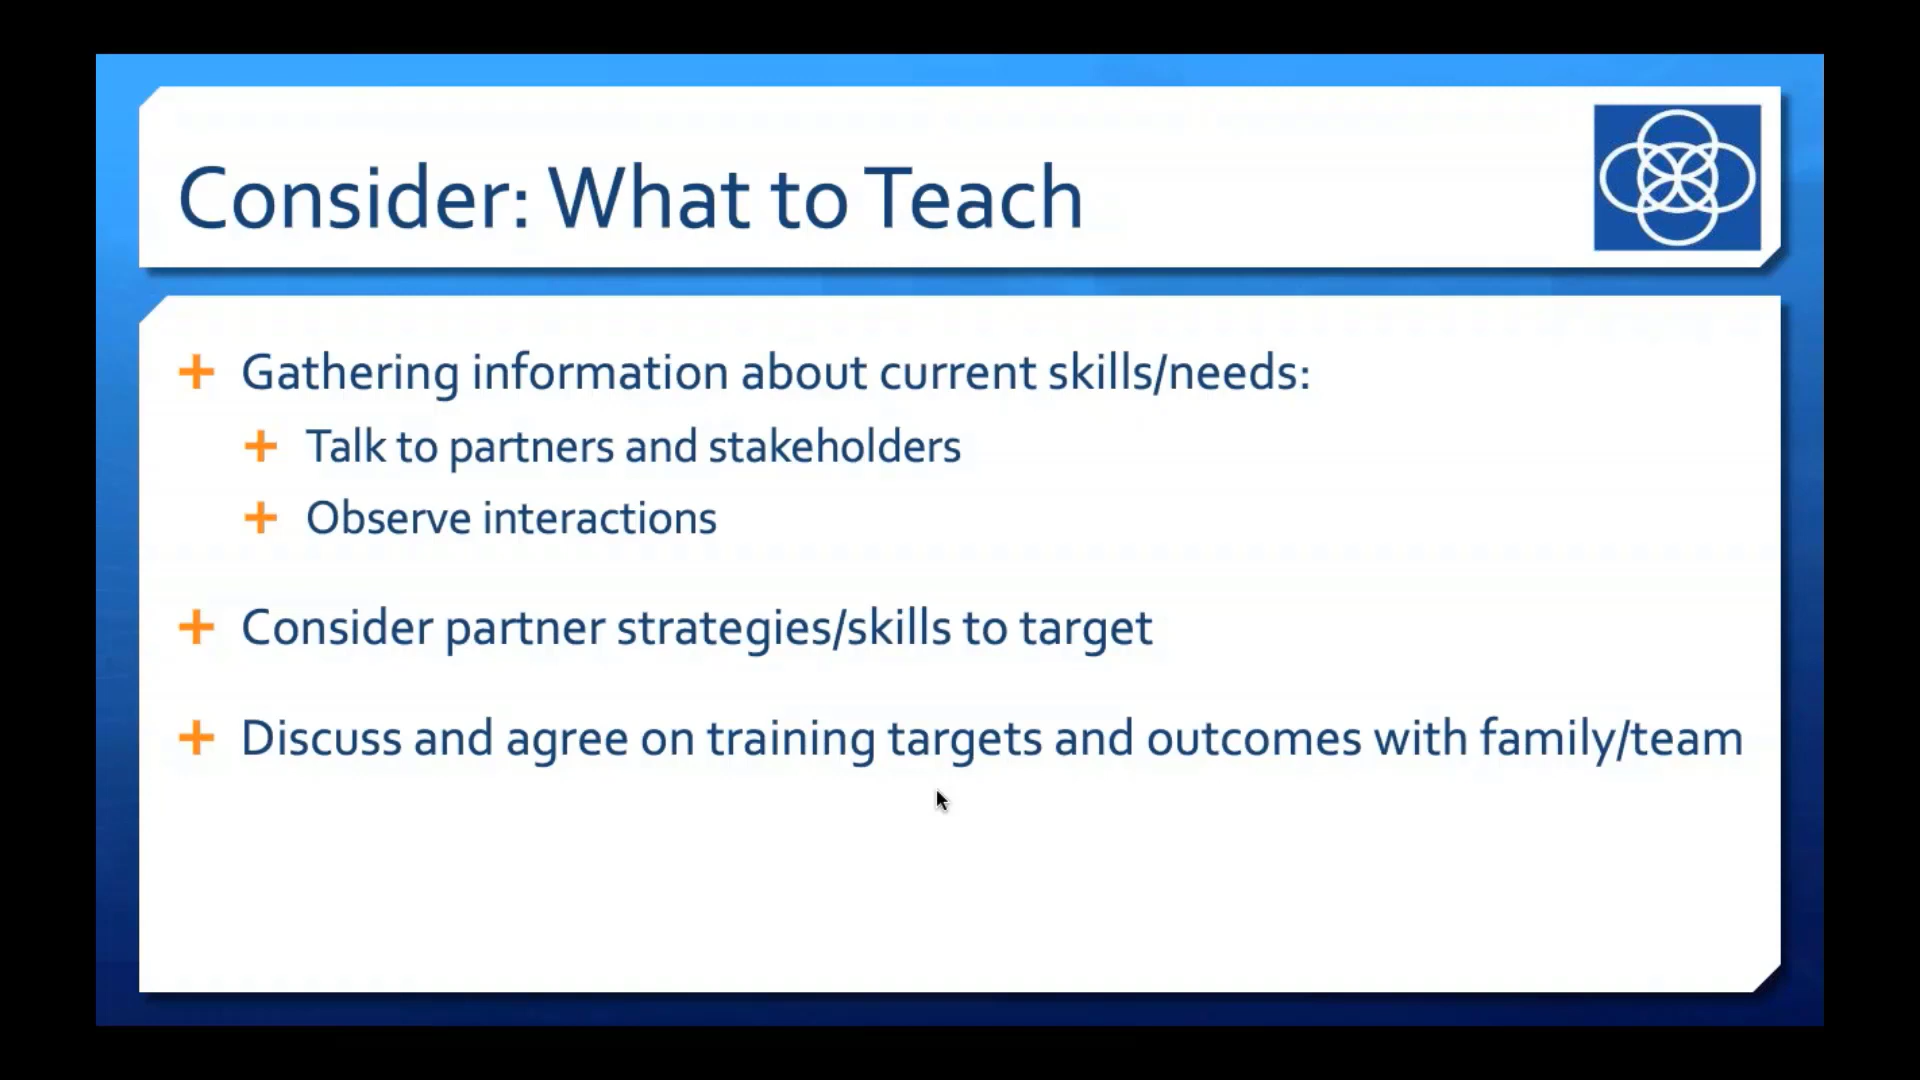 Consider: What to Teach
Gathering information about current skills/needs:
Talk to partners and stakeholders
Observe interactions
Consider partner strategies/skills to target
Discuss and agree on training targets and outcomes with family/team